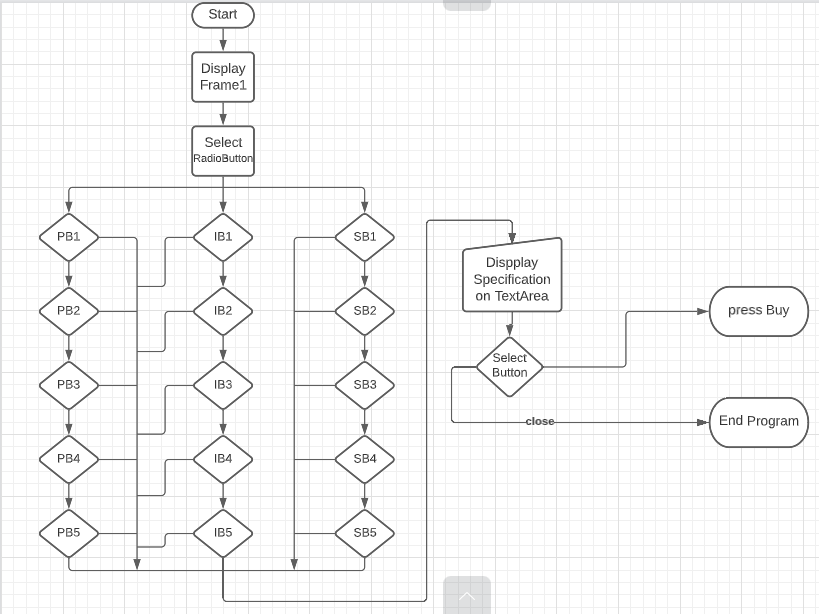 Start
Display
Frame1
Select
RadioButton
PB1
IB1
SB1
PB2
IB2
SB2
PB3
IB3
SB3
PB4
IB4
SB4
PB5
IB5
SB5
Dispplay
Specification
on TextArea
Select
Button
press Buy
close
End Program